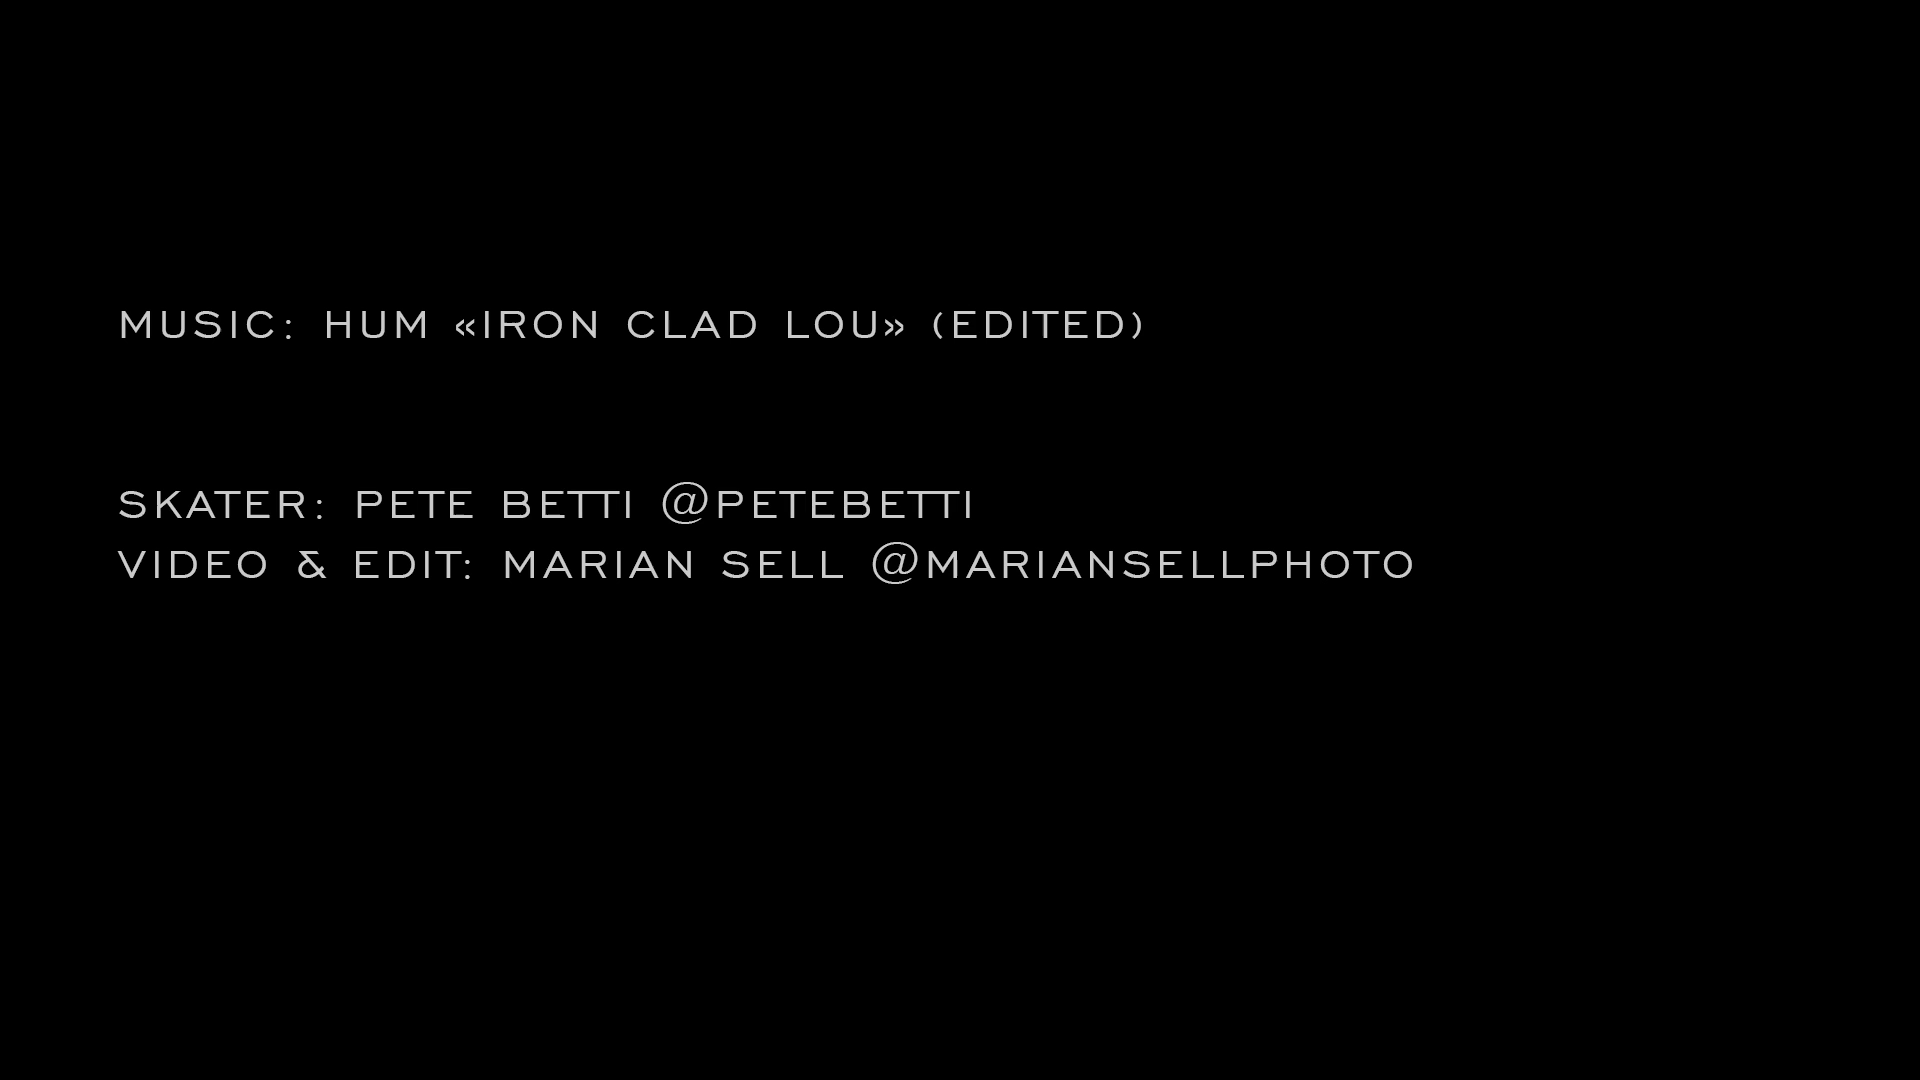 MUSIC: HUM «IRON CLAD LOU» (EDITED)
SKATER: PETE BETTI @PETEBETTI
VIDEO & EDIT: MARIAN SELL @MARIANSELLPHOTO